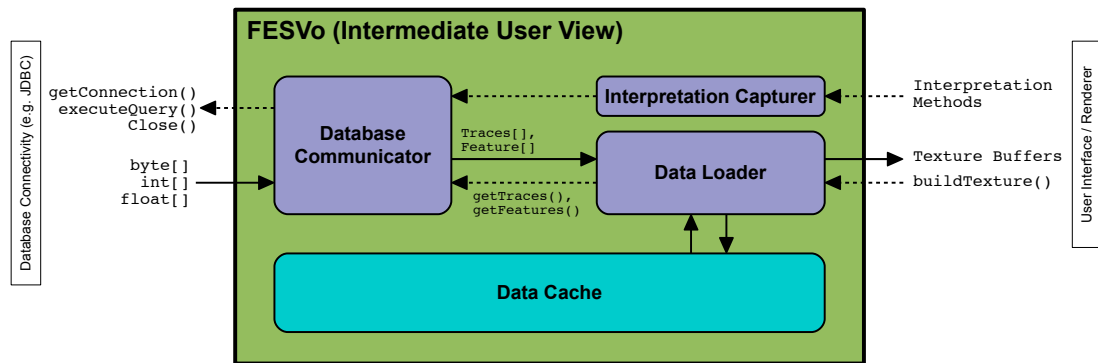 FESVo (Intermediate User View)
Database Connectivity (e.g. JDBC)
getConnection()
executeQuery()
Close()
byte[]
int[]
float[]
Database
Communicator
Traces[],
Feature[]
getTraces(),
getFeatures()
Interpretation Capturer
Data Loader
Data Cache
Interpretation
Methods
Texture Buffers
buildTexture()
User Interface / Renderer